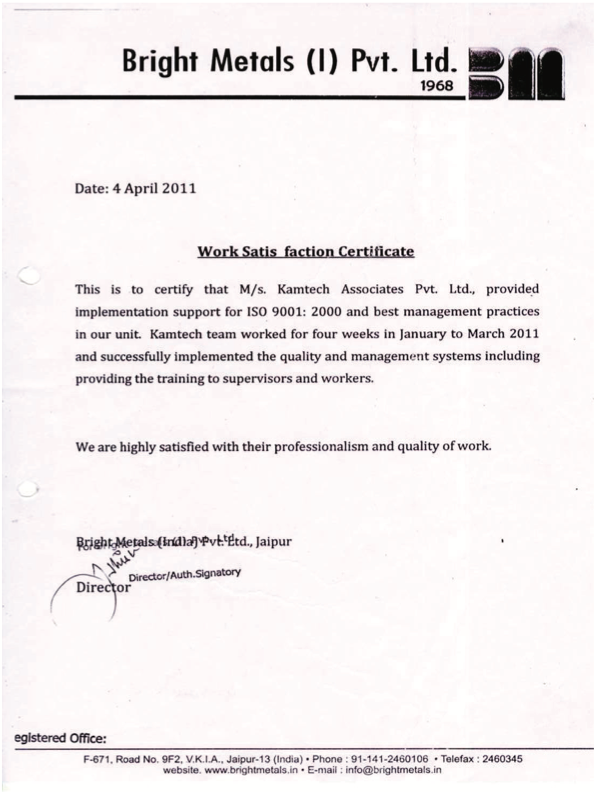 Bright Metals (I) Pvt. Ltd.
1968
Date: 4 April 2011
Work Satis faction Certificate
This is to certify that M/s. Kamtech Associates Pvt. Ltd., provided
implementation support for ISO 9001: 2000 and best management practices
in our unit. Kamtech team worked for four weeks in January to March 2011
and successfully implemented the quality and management systems including
providing the training to supervisors and workers.
We are highly satisfied with their professionalism and quality of work.
Bright Metals (India) Pvt. Ltd., Jaipur
Director/Auth.Signatory
Director
egistered Office:
F-671, Road No. 9F2, V.K.I.A., Jaipur-13 (India) • Phone : 91-141-2460106 • Telefax : 2460345
website. www.brightmetals.in • E-mail : info@brightmetals.in